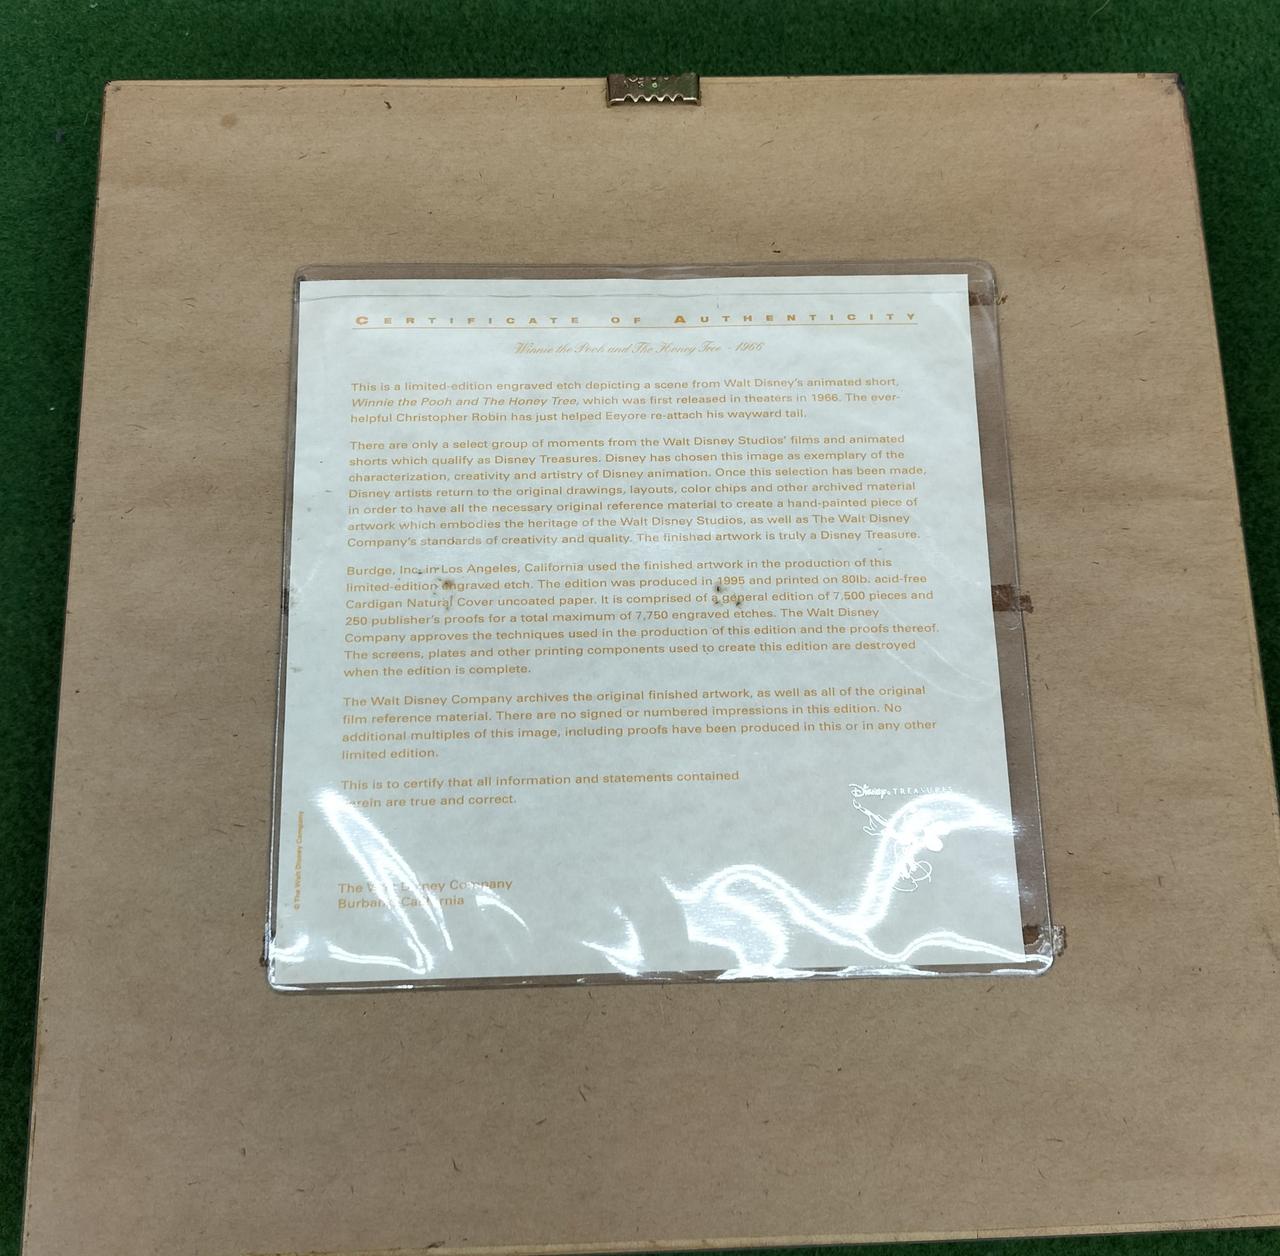 CERTIFICATE OF AUTHENTICITY
Winnie the Pooh and The Honey Tree - 1966
This is a limited-edition engraved etch depicting a scene from Walt Disney's animated short,
Winnie the Pooh and The Honey Tree, which was first released in theaters in 1966. The ever-
helpful Christopher Robin has just helped Eeyore re-attach his wayward tail.
There are only a select group of moments from the Walt Disney Studios' films and animated
shorts which qualify as Disney Treasures. Disney has chosen this image as exemplary of the
characterization, creativity and artistry of Disney animation. Once this selection has been made,
Disney artists return to the original drawings, layouts, color chips and other archived material
in order to have all the necessary original reference material to create a hand-painted piece of
artwork which embodies the heritage of the Walt Disney Studios, as well as The Walt Disney
Company's standards of creativity and quality. The finished artwork is truly a Disney Treasure.
Burdge, Inc. in Los Angeles, California used the finished artwork in the production of this
limited-edition engraved etch. The edition was produced in 1995 and printed on 80lb. acid-free
Cardigan Natural Cover uncoated paper. It is comprised of a general edition of 7,500 pieces and
250 publisher's proofs for a total maximum of 7,750 engraved etches. The Walt Disney
Company approves the techniques used in the production of this edition and the proofs thereof.
The screens, plates and other printing components used to create this edition are destroyed
when the edition is complete.
The Walt Disney Company archives the original finished artwork, as well as all of the original
film reference material. There are no signed or numbered impressions in this edition. No
additional multiples of this image, including proofs have been produced in this or in any other
limited edition.
This is to certify that all information and statements contained
herein are true and correct.
Disney TREASURES
The Walt Disney Company
Burbank, California
© The Walt Disney Company